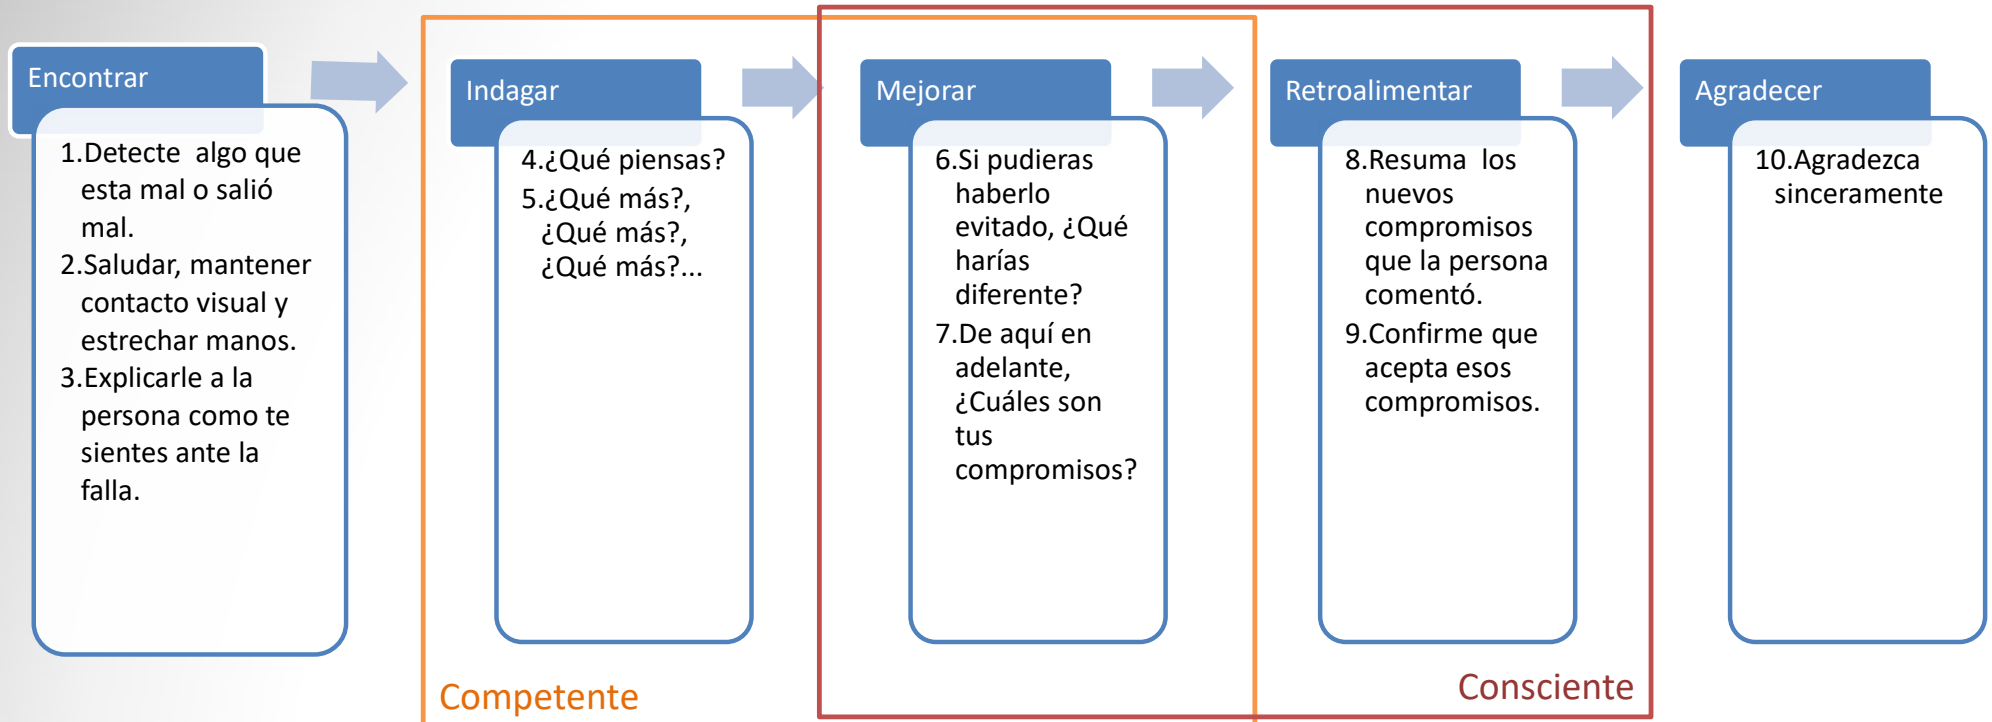 Encontrar
1.Detecte algo que
esta mal o salió
mal.
2.Saludar, mantener
contacto visual y
estrechar manos.
3.Explicarle a la
persona como te
sientes ante la
falla.
Indagar
4.¿Qué piensas?
5.¿Qué más?,
¿Qué más?,
¿Qué más?...
Mejorar
6.Si pudieras
haberlo
evitado, ¿Qué
harías
diferente?
7.De aquí en
adelante,
¿Cuáles son
tus
compromisos?
Retroalimentar
8.Resuma los
nuevos
compromisos
que la persona
comentó.
9.Confirme que
acepta esos
compromisos.
Agradecer
10.Agradezca
sinceramente
Competente
Consciente